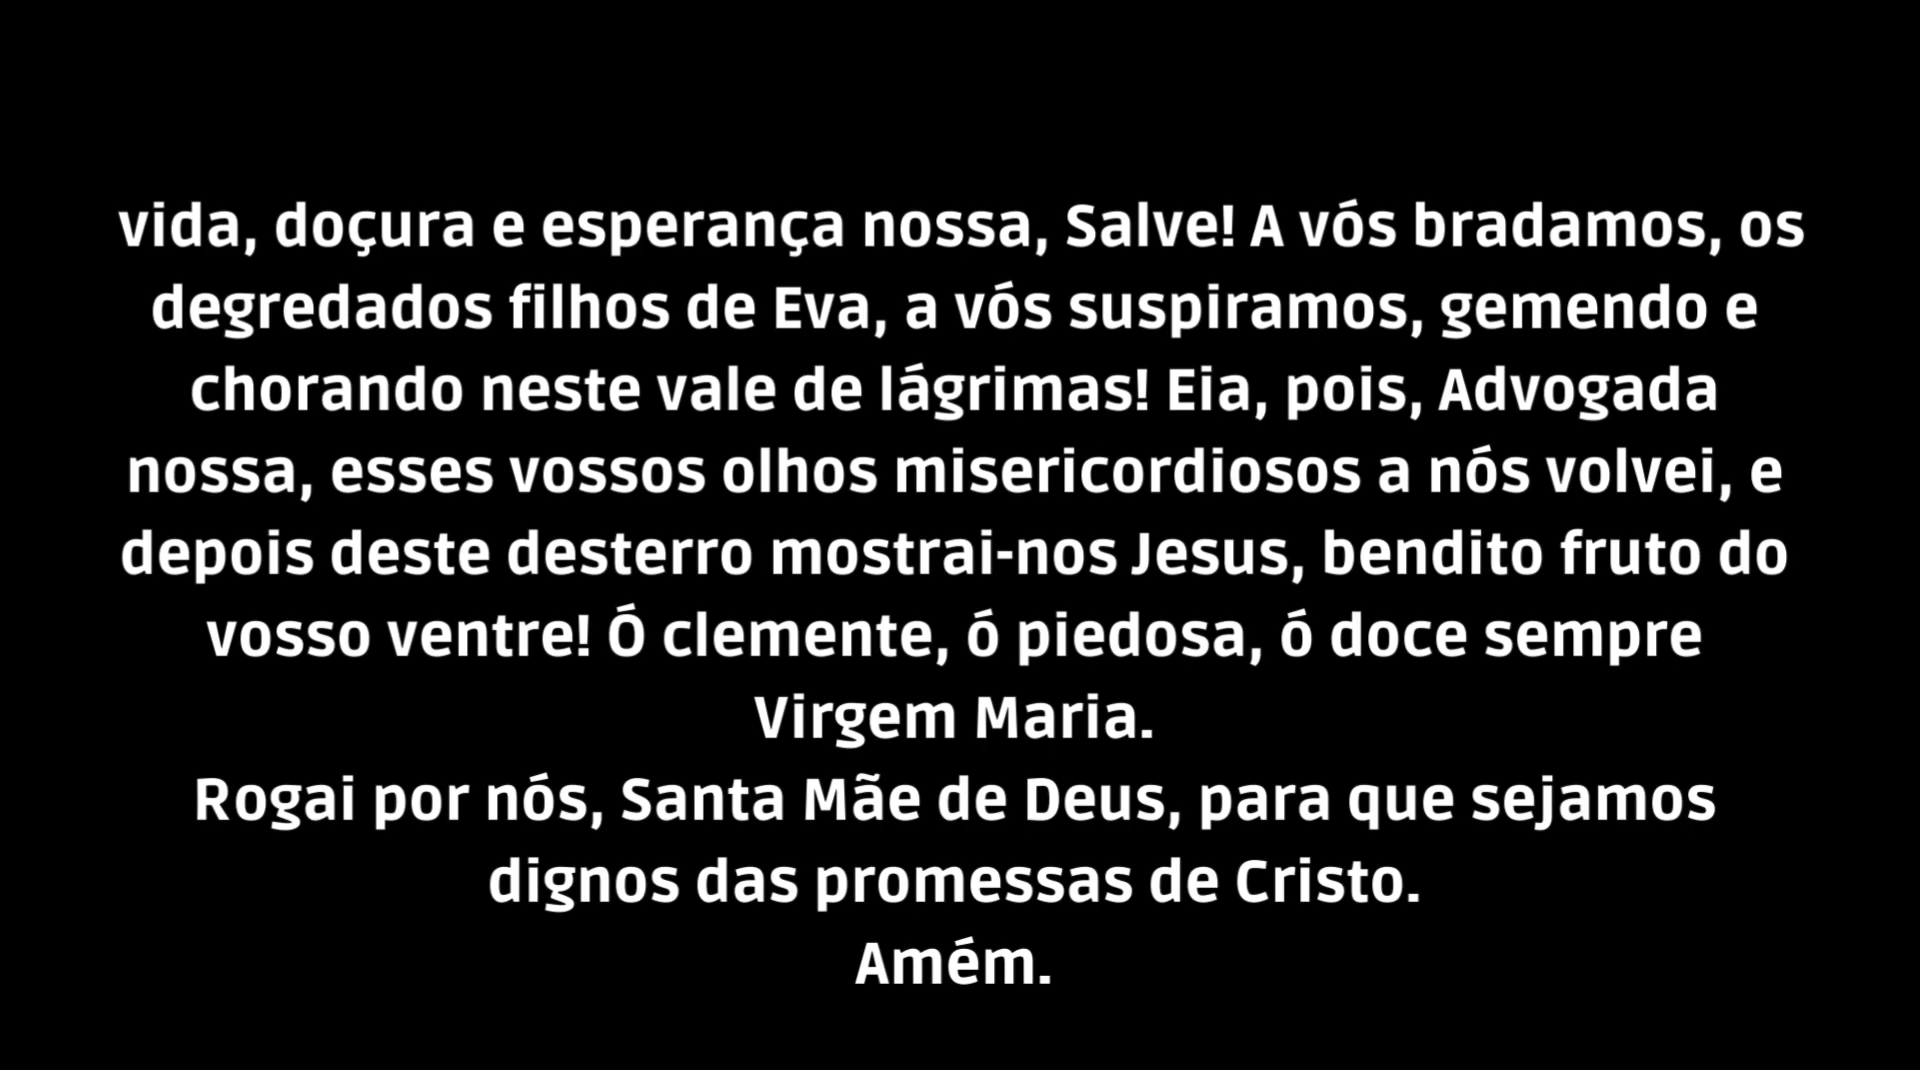 vida, doçura e esperança nossa, Salve! A vós bradamos, os
degredados filhos de Eva, a vós suspiramos, gemendo e
chorando neste vale de lágrimas! Eia, pois, Advogada
nossa, esses vossos olhos misericordiosos a nós volvei, e
depois deste desterro mostrai-nos Jesus, bendito fruto do
vosso ventre! Ó clemente, ó piedosa, ó doce sempre
Virgem Maria.
Rogai por nós, Santa Mãe de Deus, para que sejamos
dignos das promessas de Cristo.
Amém.